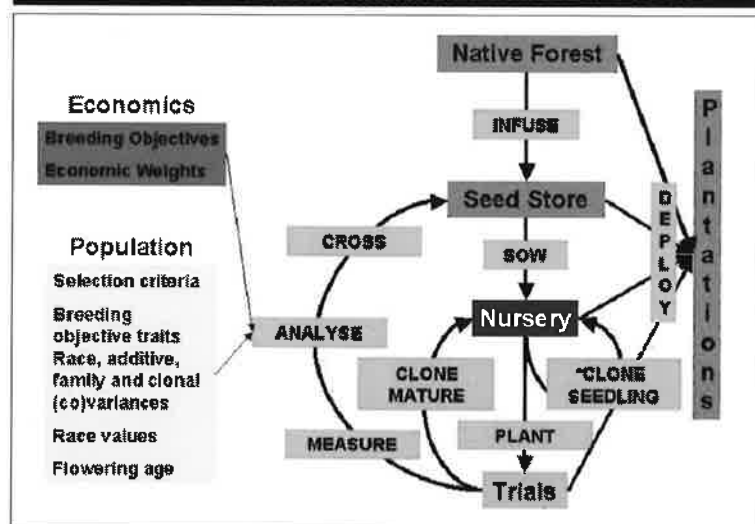 Native Forest
Economics
Breeding Objectives
Economic Weights
INFUSE
Plantations
Seed Store
DEPLOY
CROSS
SOW
Population
Selection criteria
Breeding
objective traits
Race, additive,
family and clonal
(co)variances
Race values
Flowering age
ANALYSE
Nursery
CLONE
MATURE
~CLONE
SEEDLING
MEASURE
PLANT
Trials